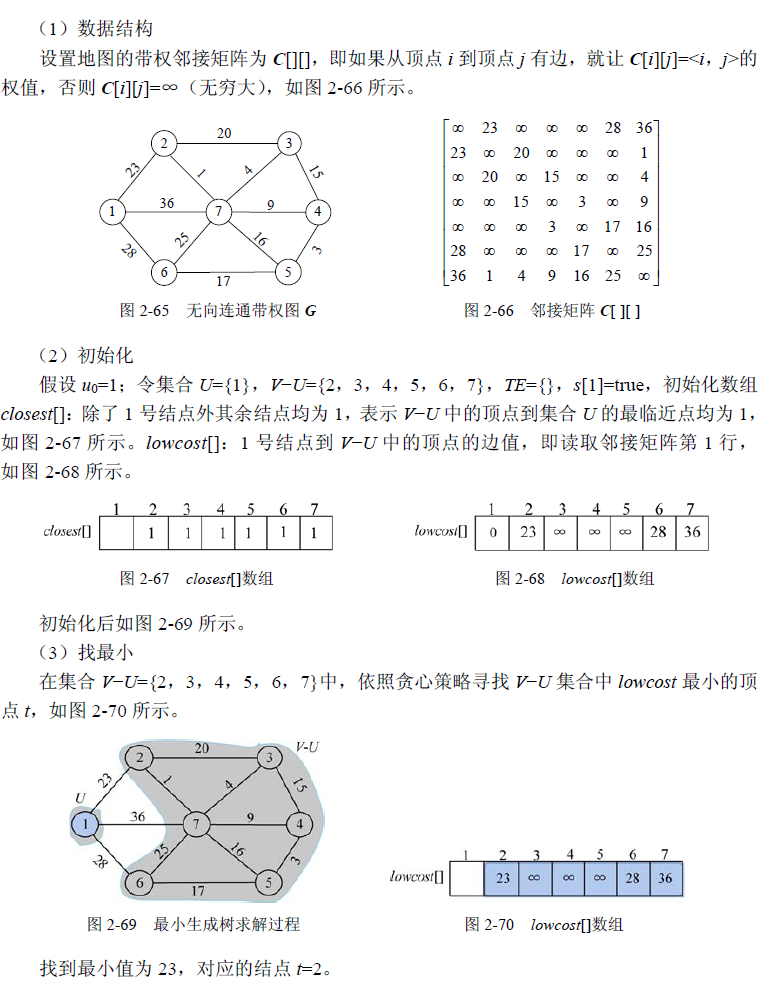 （1）数据结构
设置地图的带权邻接矩阵为 C[][]，即如果从顶点 i 到顶点 j 有边，就让 C[i][j]=<i，j>的
权值，否则 C[i][j]=∞（无穷大），如图 2-66 所示。
20
2 3
23 1 4 15
1 36 7 9 4
28 25 16 3
6 17 5
∞ 23 ∞ ∞ ∞ 28 36
23 ∞ 20 ∞ ∞ ∞ 1
∞ 20 ∞ 15 ∞ ∞ 4
∞ ∞ 15 ∞ 3 ∞ 9
∞ ∞ ∞ 3 ∞ 17 16
28 ∞ ∞ ∞ 17 ∞ 25
36 1 4 9 16 25 ∞
图 2-65 无向连通带权图 G
图 2-66 邻接矩阵 C[ ][ ]
（2）初始化
假设 u0=1；令集合 U={1}，V−U={2，3，4，5，6，7}，TE={}，s[1]=true，初始化数组
closest[]：除了 1 号结点外其余结点均为 1，表示 V−U 中的顶点到集合 U 的最临近点均为 1，
如图 2-67 所示。lowcost[]：1 号结点到 V−U 中的顶点的边值，即读取邻接矩阵第 1 行，
如图 2-68 所示。
1 2 3 4 5 6 7
closest[] 1 1 1 1 1 1
1 2 3 4 5 6 7
lowcost[] 0 23 ∞ ∞ ∞ 28 36
图 2-67 closest[]数组
图 2-68 lowcost[]数组
初始化后如图 2-69 所示。
（3）找最小
在集合 V−U={2，3，4，5，6，7}中，依照贪心策略寻找 V−U 集合中 lowcost 最小的顶
点 t，如图 2-70 所示。
20 V-U
2 3
U 23 1 4 15
1 36 7 9 4
28 25 16 3
6 17 5
1 2 3 4 5 6 7
lowcost[] 23 ∞ ∞ ∞ 28 36
图 2-69 最小生成树求解过程
图 2-70 lowcost[]数组
找到最小值为 23，对应的结点 t=2。